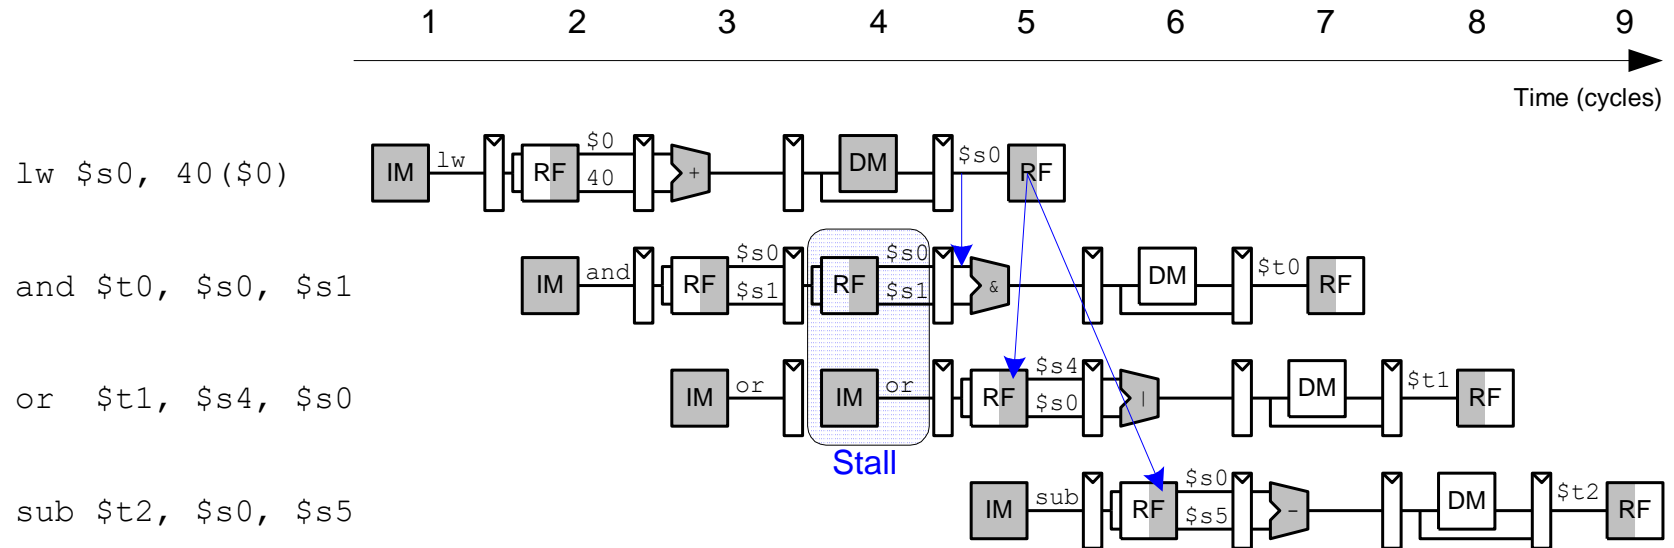 1 2 3 4 5 6 7 8 9
Time (cycles)
lw $s0, 40($0) IM lw RF $0 40 + DM $s0 RF
and $t0, $s0, $s1 IM and RF $s0 $s1 RF $s0 $s1 & DM $t0 RF
or $t1, $s4, $s0 IM or IM or RF $s4 $s0 | DM $t1 RF
Stall
sub $t2, $s0, $s5 IM sub RF $s0 $s5 - DM $t2 RF